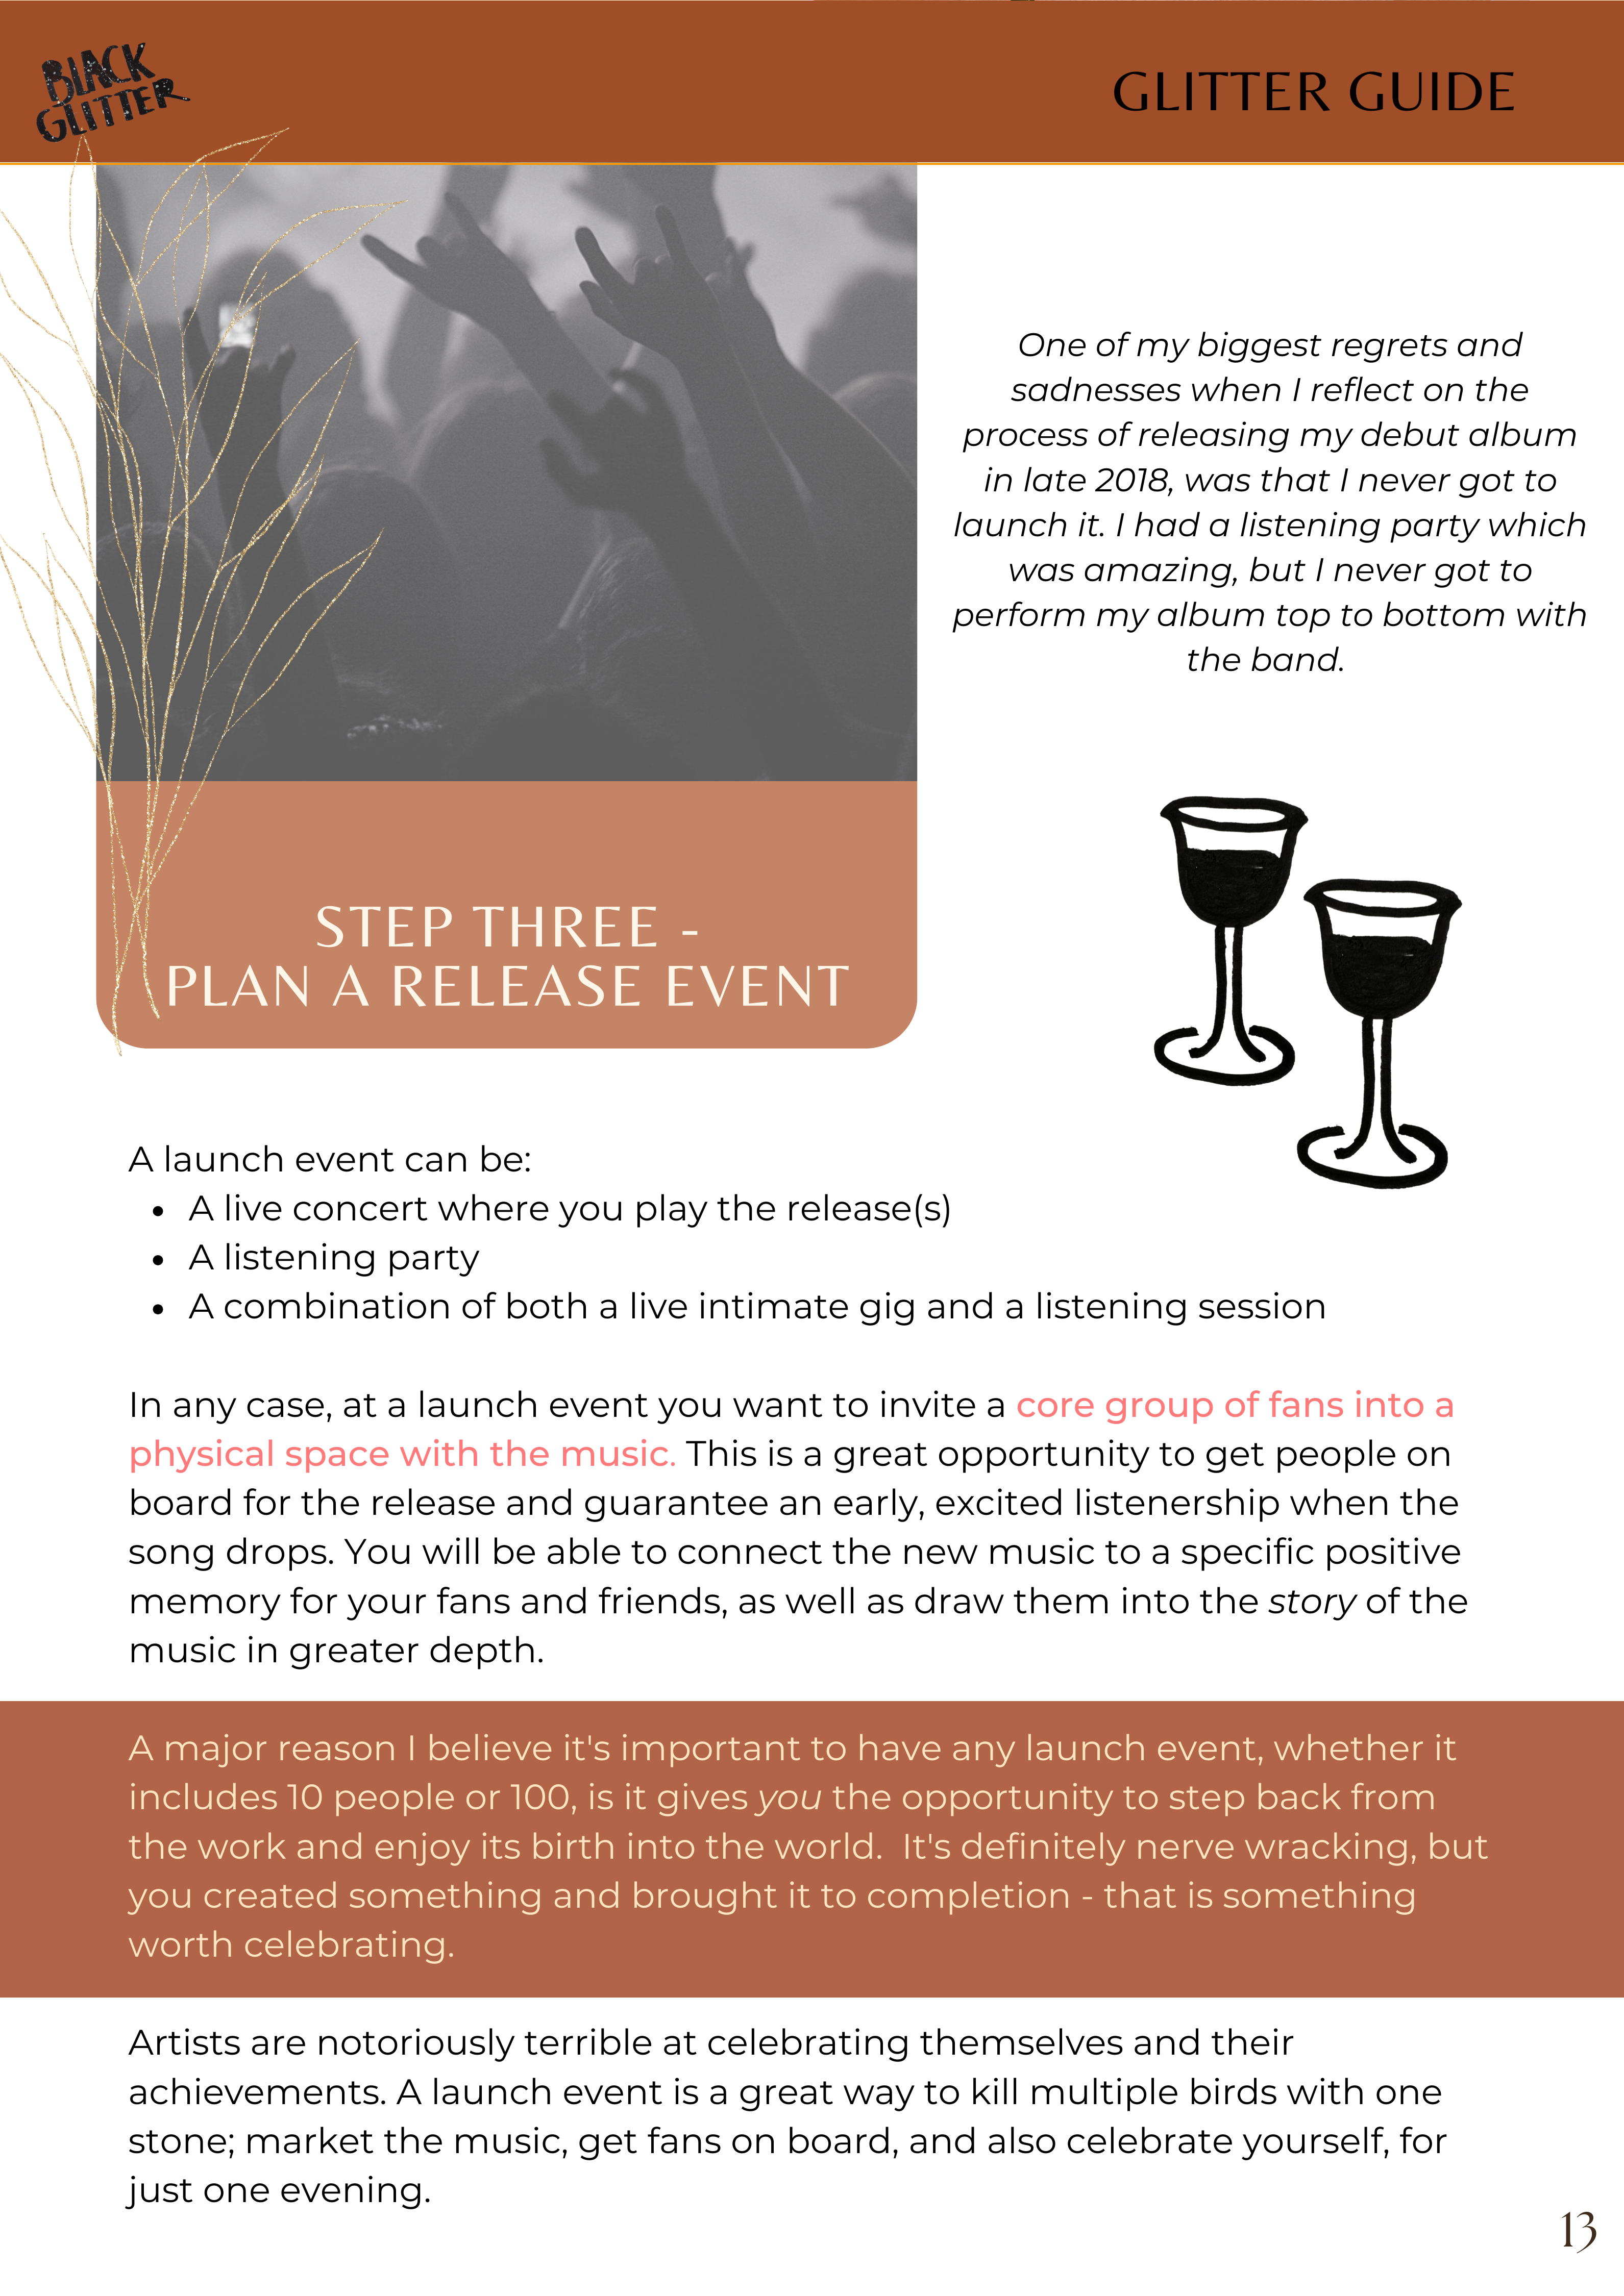 BLACK
GLITTER
GLITTER GUIDE
One of my biggest regrets and
sadnesses when I reflect on the
process of releasing my debut album
in late 2018, was that I never got to
launch it. I had a listening party which
was amazing, but I never got to
perform my album top to bottom with
the band.
STEP THREE -
PLAN A RELEASE EVENT
A launch event can be:
• A live concert where you play the release(s)
• A listening party
• A combination of both a live intimate gig and a listening session
In any case, at a launch event you want to invite a core group of fans into a
physical space with the music. This is a great opportunity to get people on
board for the release and guarantee an early, excited listenership when the
song drops. You will be able to connect the new music to a specific positive
memory for your fans and friends, as well as draw them into the story of the
music in greater depth.
A major reason I believe it's important to have any launch event, whether it
includes 10 people or 100, is it gives you the opportunity to step back from
the work and enjoy its birth into the world.  It's definitely nerve wracking, but
you created something and brought it to completion - that is something
worth celebrating.
Artists are notoriously terrible at celebrating themselves and their
achievements. A launch event is a great way to kill multiple birds with one
stone; market the music, get fans on board, and also celebrate yourself, for
just one evening.
13